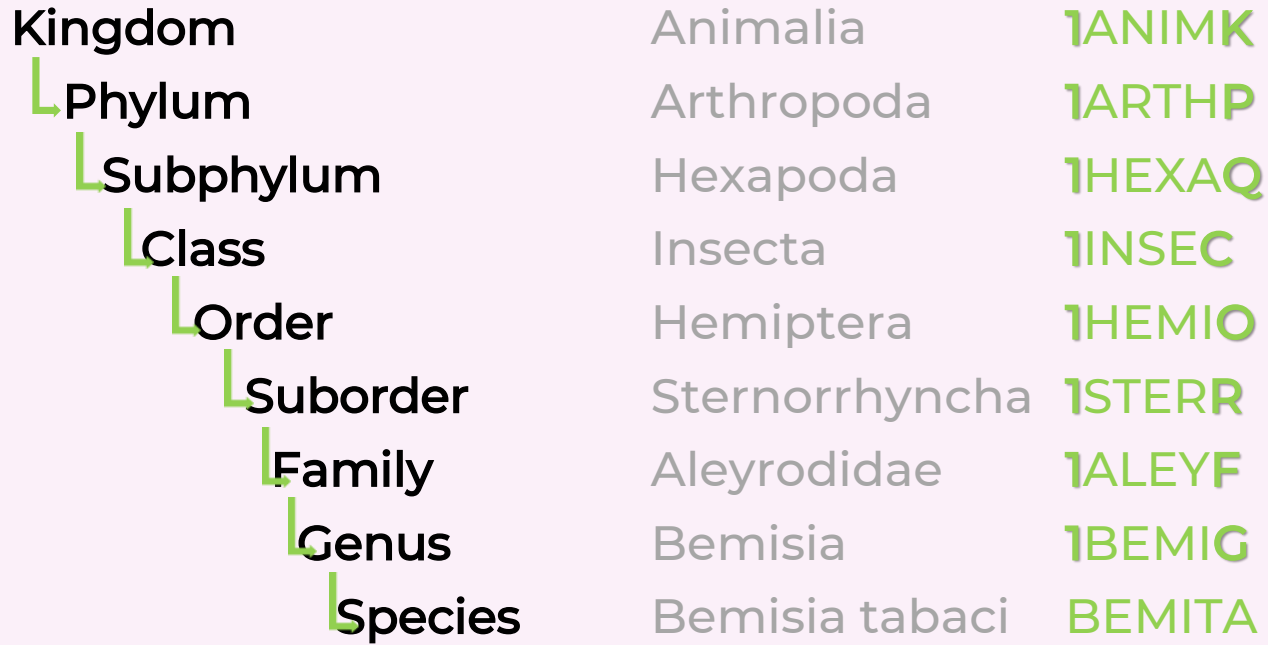 Kingdom Animalia 1ANIMK
Phylum Arthropoda 1ARTHP
Subphylum Hexapoda 1HEXAQ
Class Insecta 1INSEC
Order Hemiptera 1HEMIO
Suborder Sternorrhyncha 1STERR
Family Aleyrodidae 1ALEYF
Genus Bemisia 1BEMIG
Species Bemisia tabaci BEMITA